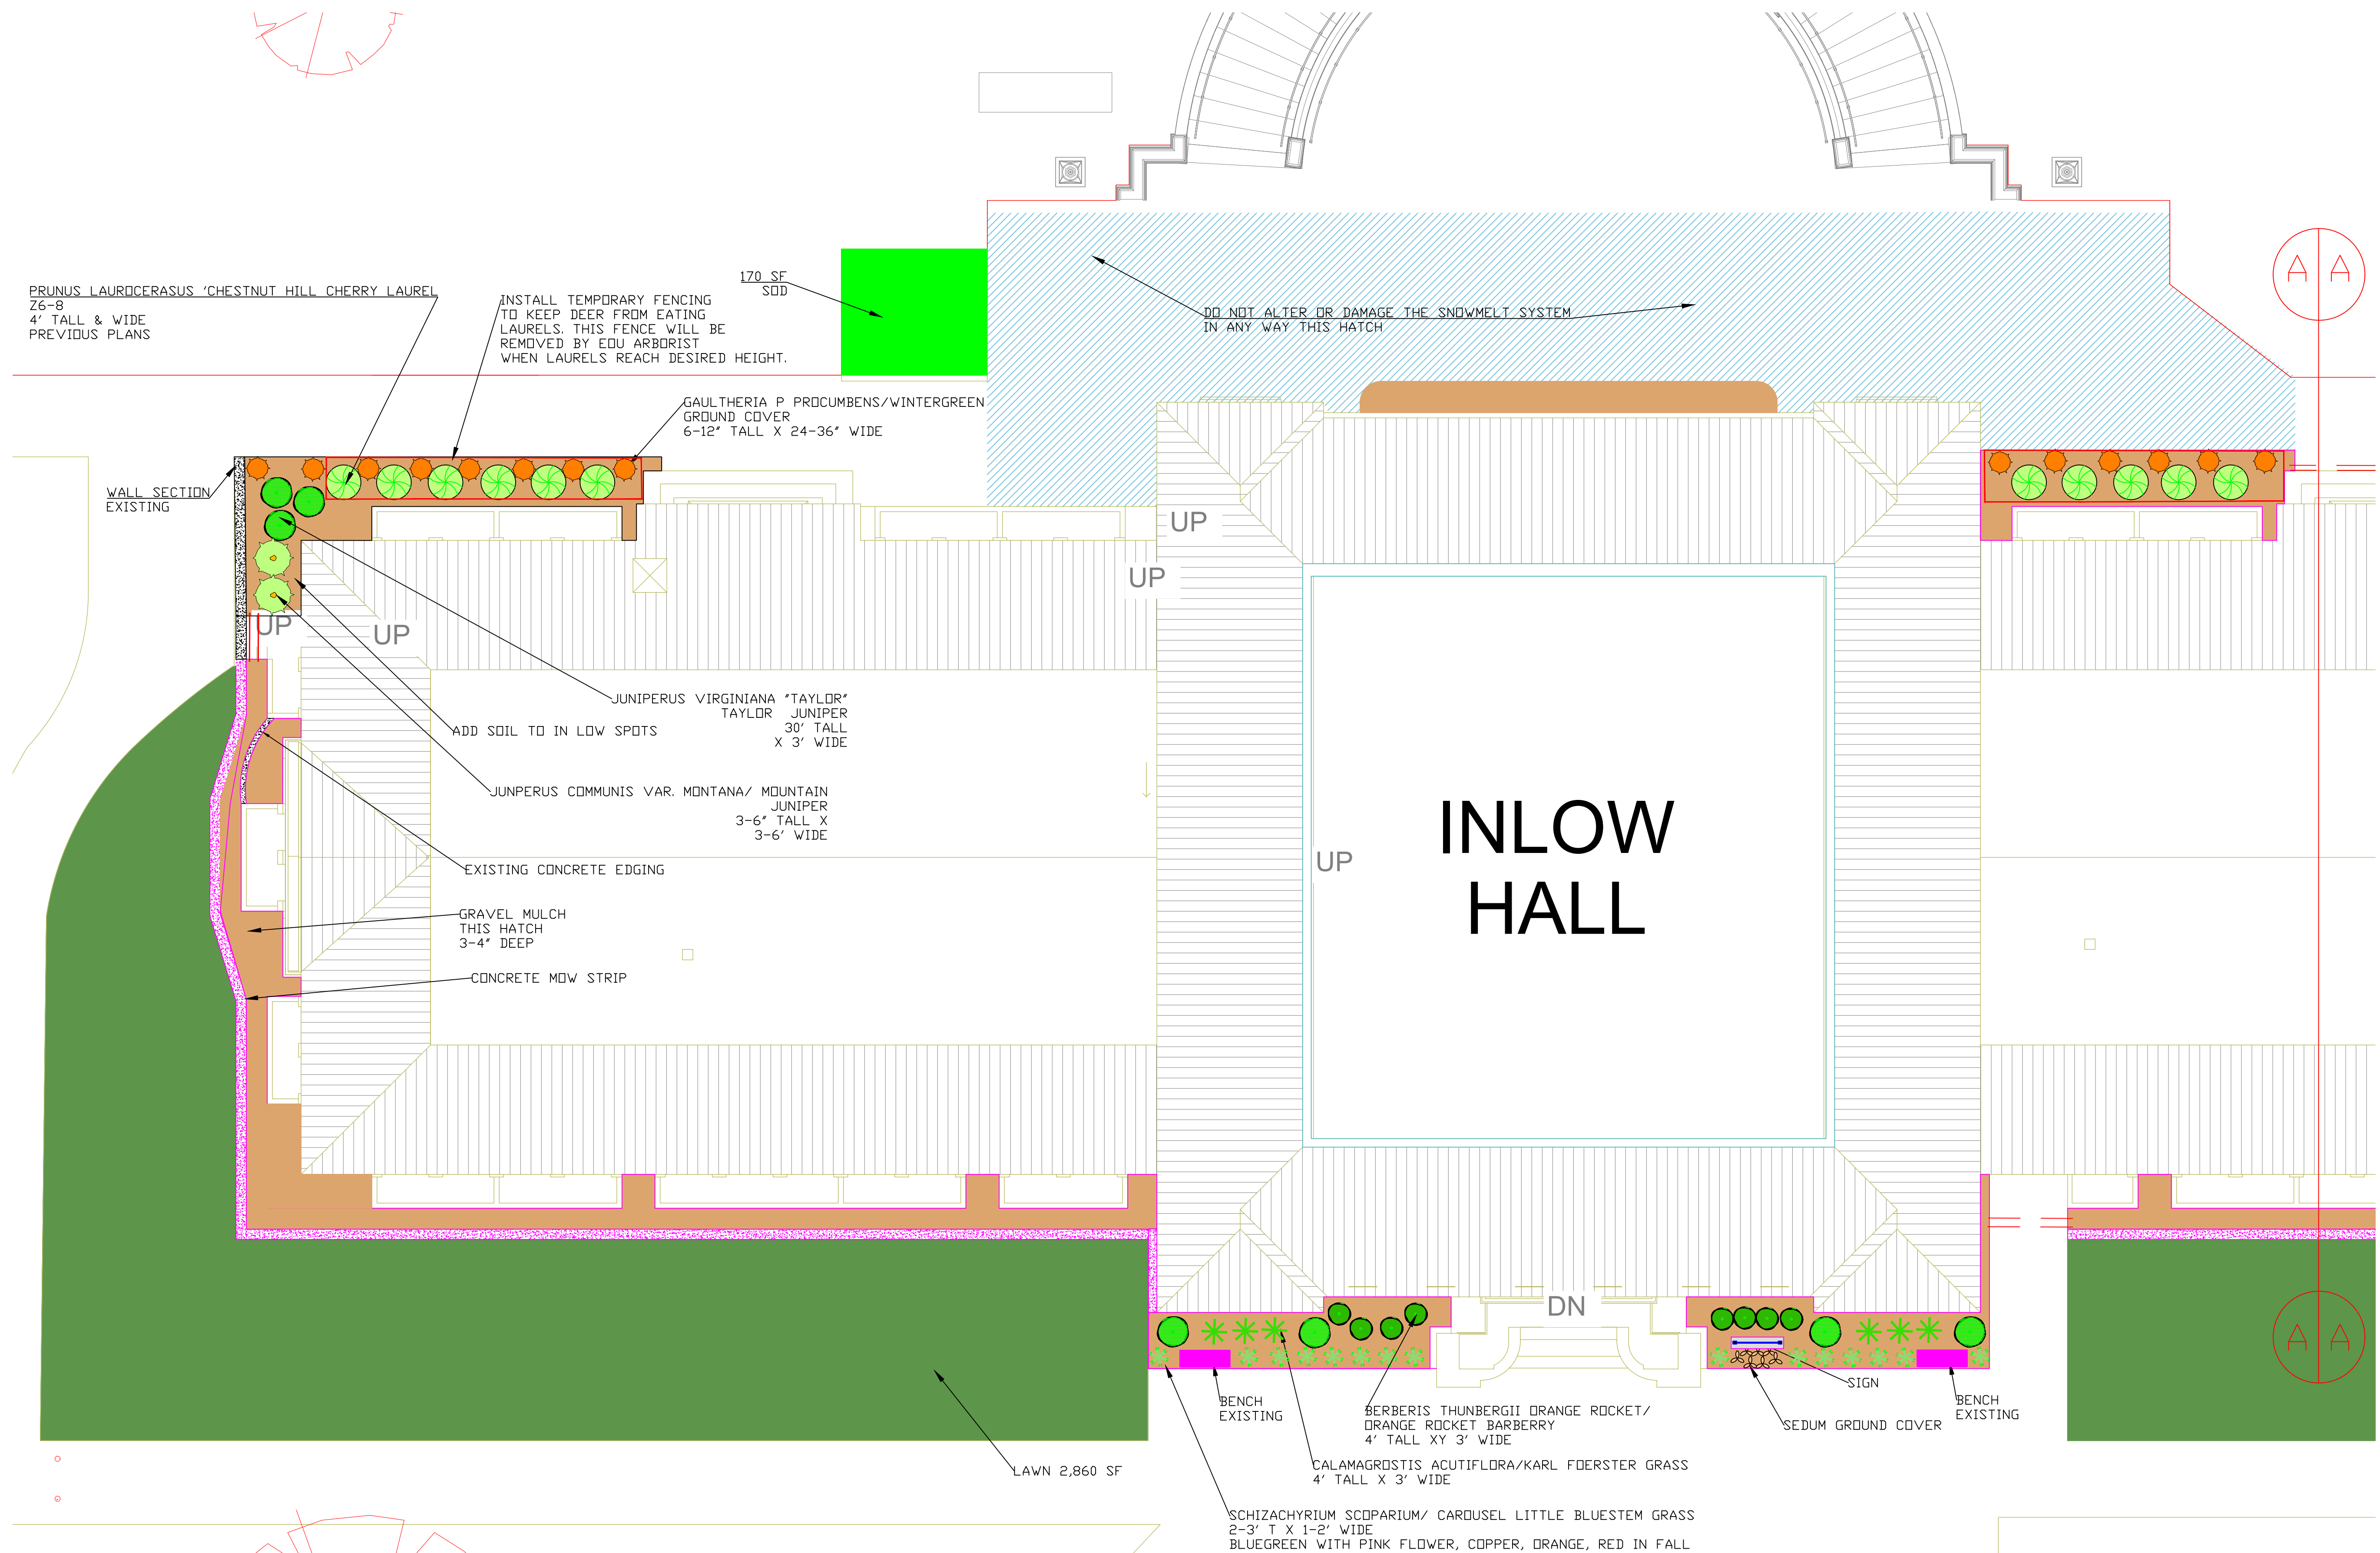 PRUNUS LAUROCERASUS 'CHESTNUT HILL CHERRY LAUREL
Z6-8
4' TALL & WIDE
PREVIOUS PLANS
INSTALL TEMPORARY FENCING
TO KEEP DEER FROM EATING
LAURELS. THIS FENCE WILL BE
REMOVED BY EOU ARBORIST
WHEN LAURELS REACH DESIRED HEIGHT.
170 SF
SOD
DO NOT ALTER OR DAMAGE THE SNOWMELT SYSTEM
IN ANY WAY THIS HATCH
A A
GAULTHERIA P PROCUMBENS/WINTERGREEN
GROUND COVER
6-12" TALL X 24-36" WIDE
WALL SECTION
EXISTING
UP
UP
UP
UP
JUNIPERUS VIRGINIANA "TAYLOR"
TAYLOR JUNIPER
30' TALL
X 3' WIDE
ADD SOIL TO IN LOW SPOTS
JUNPERUS COMMUNIS VAR. MONTANA/ MOUNTAIN
JUNIPER
3-6" TALL X
3-6' WIDE
EXISTING CONCRETE EDGING
GRAVEL MULCH
THIS HATCH
3-4" DEEP
CONCRETE MOW STRIP
INLOW
HALL
UP
DN
A A
BENCH
EXISTING
BERBERIS THUNBERGII ORANGE ROCKET/
ORANGE ROCKET BARBERRY
4' TALL XY 3' WIDE
SIGN
SEDUM GROUND COVER
BENCH
EXISTING
LAWN 2,860 SF
CALAMAGROSTIS ACUTIFLORA/KARL FOERSTER GRASS
4' TALL X 3' WIDE
SCHIZACHYRIUM SCOPARIUM/ CAROUSEL LITTLE BLUESTEM GRASS
2-3' T X 1-2' WIDE
BLUEGREEN WITH PINK FLOWER, COPPER, ORANGE, RED IN FALL